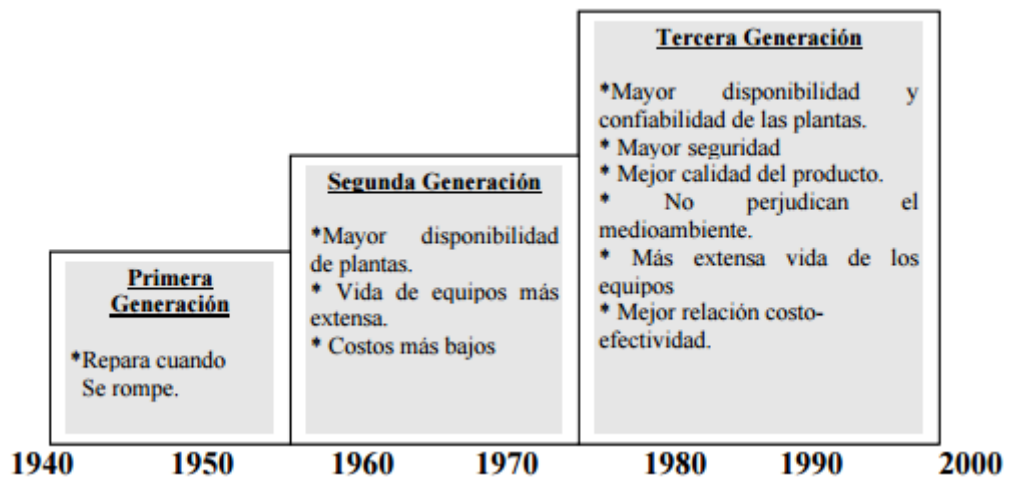 Primera
Generación
*Repara cuando
Se rompe.
Segunda Generación
*Mayor disponibilidad
de plantas.
* Vida de equipos más
extensa.
* Costos más bajos
Tercera Generación
*Mayor disponibilidad y
confiabilidad de las plantas.
* Mayor seguridad
* Mejor calidad del producto.
* No perjudican el
medioambiente.
* Más extensa vida de los
equipos
* Mejor relación costo-
efectividad.
1940 1950 1960 1970 1980 1990 2000